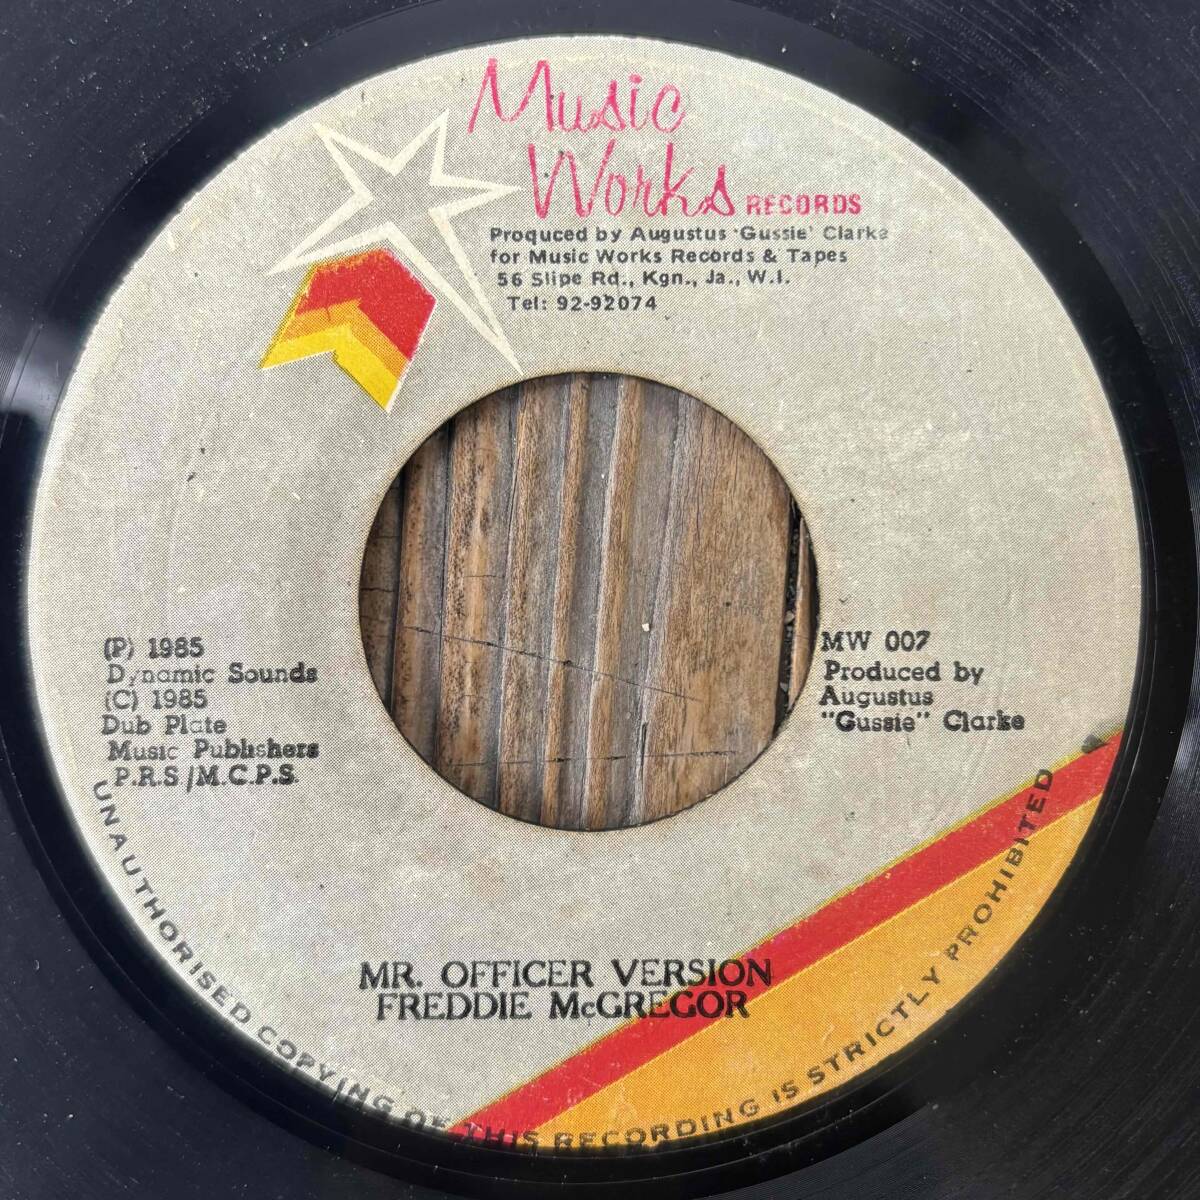 Music
Works RECORDS
Proquced by Augustus 'Gussie' Clarke
for Music Works Records & Tapes
56 Slipe Rd., Kgn., Ja., W.I.
Tel: 92-92074
(P) 1985
Dynamic Sounds
(C) 1985
Dub Plate
Music Publishers
P.R.S/M.C.P.S.
MW 007
Produced by
Augustus
"Gussie" Clarke
MR. OFFICER VERSION
FREDDIE McGREGOR
UNAUTHORISED COPYING OF THIS RECORDING IS STRICTLY PROHIBITED